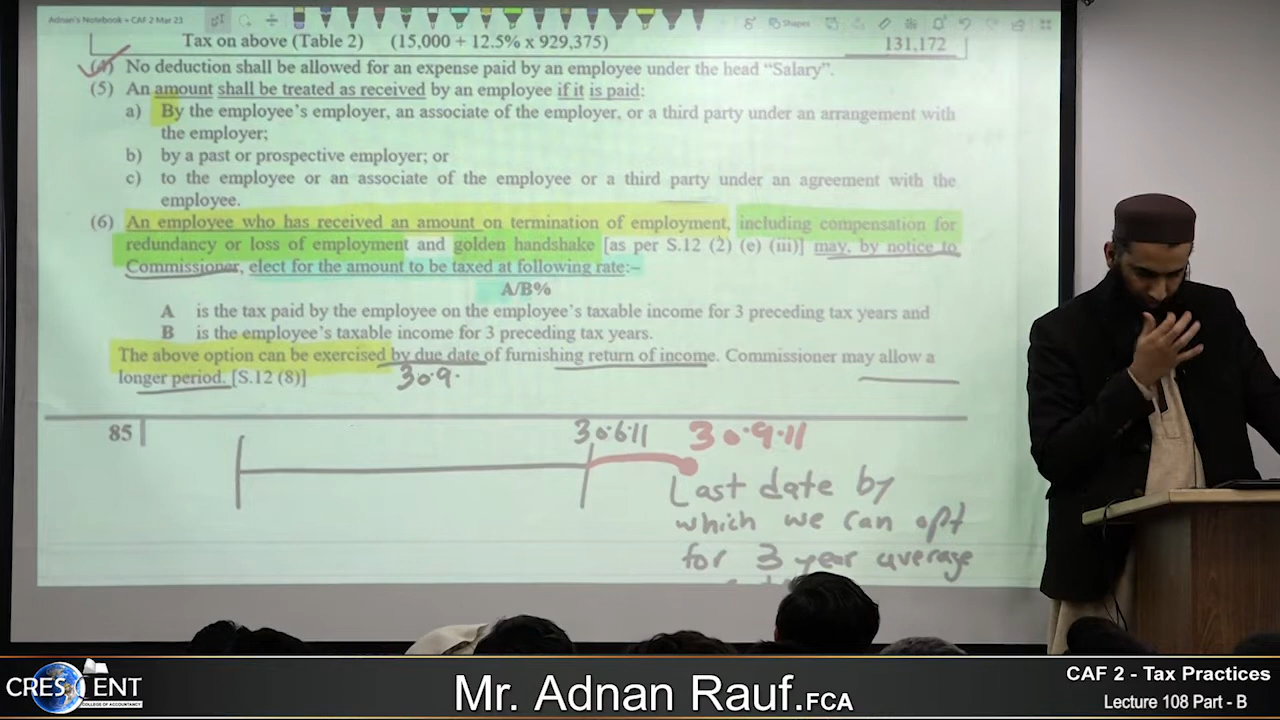 Adnan's Notebook » CAF 2 Mar 23
Shapes
Tax on above (Table 2) (15,000 + 12.5% x 929,375) 131,172
(4) No deduction shall be allowed for an expense paid by an employee under the head “Salary”.
(5) An amount shall be treated as received by an employee if it is paid:
a) By the employee’s employer, an associate of the employer, or a third party under an arrangement with
the employer;
b) by a past or prospective employer; or
c) to the employee or an associate of the employee or a third party under an agreement with the
employee.
(6) An employee who has received an amount on termination of employment, including compensation for
redundancy or loss of employment and golden handshake [as per S.12 (2) (e) (iii)] may, by notice to
Commissioner, elect for the amount to be taxed at following rate:–
A/B%
A is the tax paid by the employee on the employee’s taxable income for 3 preceding tax years and
B is the employee’s taxable income for 3 preceding tax years.
The above option can be exercised by due date of furnishing return of income. Commissioner may allow a
longer period. [S.12 (8)]
30.9.
85
30.6.11 30.9.11
Last date by
which we can opt
for 3 year average
CRESCENT
COLLEGE OF ACCOUNTANCY
Mr. Adnan Rauf.FCA
CAF 2 - Tax Practices
Lecture 108 Part - B